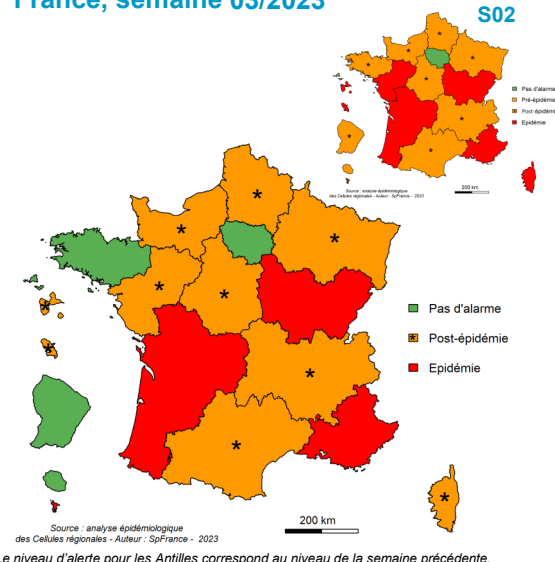 France, semaine 03/2023
S02
Pas d'alarme
Pré-épidémie
Post-épidémie
Epidémie
Source : analyse épidémiologique
des Cellules régionales - Auteur : SpFrance - 2023
200 km
Pas d'alarme
Post-épidémie
Epidémie
Source : analyse épidémiologique
des Cellules régionales - Auteur : SpFrance - 2023
200 km
Le niveau d'alerte pour les Antilles correspond au niveau de la semaine précédente.